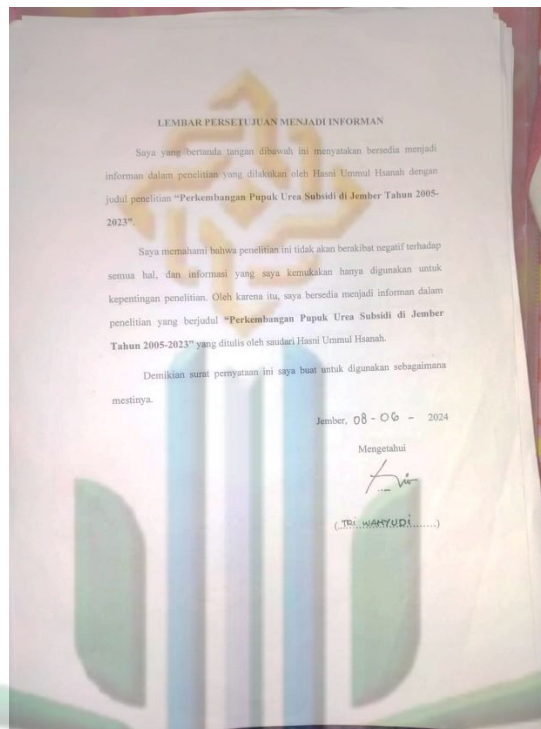 LEMBAR PERSETUJUAN MENJADI INFORMAN
Saya yang bertanda tangan dibawah ini menyatakan bersedia menjadi
informan dalam penelitian yang dilakukan oleh Hasni Ummul Hsanah dengan
judul penelitian “Perkembangan Pupuk Urea Subsidi di Jember Tahun 2005-
2023”.
Saya memahami bahwa penelitian ini tidak akan berakibat negatif terhadap
semua hal, dan informasi yang saya kemukakan hanya digunakan untuk
kepentingan penelitian. Oleh karena itu, saya bersedia menjadi informan dalam
penelitian yang berjudul “Perkembangan Pupuk Urea Subsidi di Jember
Tahun 2005-2023” yang ditulis oleh saudari Hasni Ummul Hsanah.
Demikian surat pernyataan ini saya buat untuk digunakan sebagaimana
mestinya.
Jember, 08 - 06 - 2024
Mengetahui
(..TRI WAHYUDI.......)